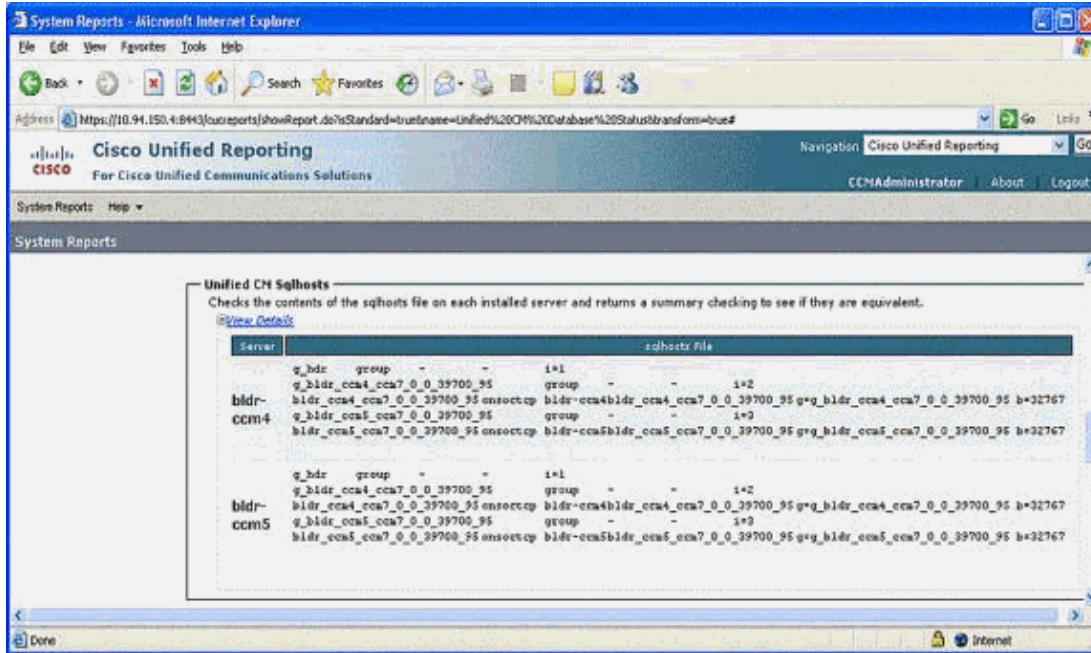 System Reports - Microsoft Internet Explorer
File Edit View Favorites Tools Help
Back Search Favorites
Address https://10.94.150.4:8443/cucreports/showReport.do?isStandard=true&name=Unified%20CM%20Database%20Status&transform=true# Go Links
CISCO
Cisco Unified Reporting
For Cisco Unified Communications Solutions
Navigation Cisco Unified Reporting Go
CCMAdministrator About Logout
System Reports Help
System Reports
Unified CM Sqlhosts
Checks the contents of the sqlhosts file on each installed server and returns a summary checking to see if they are equivalent.
View Details
Server sqlhosts File
bldr-ccm4
g_hdr group - - i=1
g_bldr_ccm4_ccm7_0_0_39700_95 group - - i=2
bldr_ccm4_ccm7_0_0_39700_95 onsoctcp bldr-ccm4bldr_ccm4_ccm7_0_0_39700_95 g=g_bldr_ccm4_ccm7_0_0_39700_95 b=32767
g_bldr_ccm5_ccm7_0_0_39700_95 group - - i=3
bldr_ccm5_ccm7_0_0_39700_95 onsoctcp bldr-ccm5bldr_ccm5_ccm7_0_0_39700_95 g=g_bldr_ccm5_ccm7_0_0_39700_95 b=32767
bldr-ccm5
g_hdr group - - i=1
g_bldr_ccm4_ccm7_0_0_39700_95 group - - i=2
bldr_ccm4_ccm7_0_0_39700_95 onsoctcp bldr-ccm4bldr_ccm4_ccm7_0_0_39700_95 g=g_bldr_ccm4_ccm7_0_0_39700_95 b=32767
g_bldr_ccm5_ccm7_0_0_39700_95 group - - i=3
bldr_ccm5_ccm7_0_0_39700_95 onsoctcp bldr-ccm5bldr_ccm5_ccm7_0_0_39700_95 g=g_bldr_ccm5_ccm7_0_0_39700_95 b=32767
Done Internet